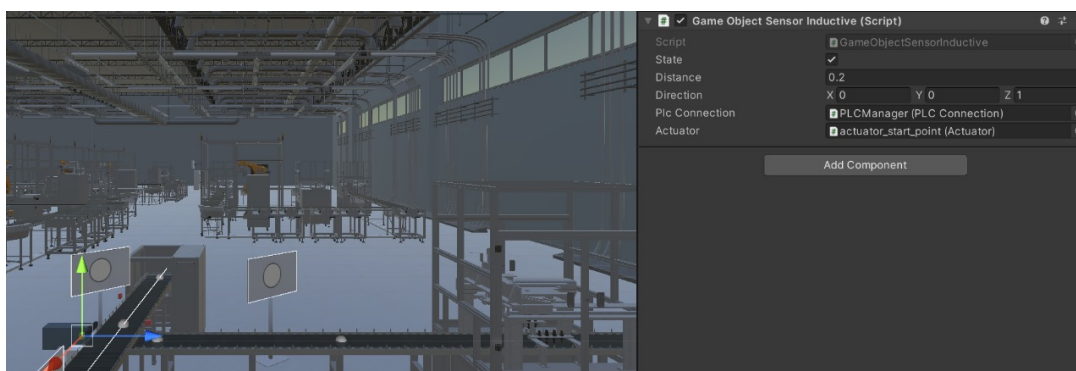 Game Object Sensor Inductive (Script)
Script GameObjectSensorInductive
State
Distance 0.2
Direction X 0 Y 0 Z 1
Plc Connection PLCManager (PLC Connection)
Actuator actuator_start_point (Actuator)
Add Component